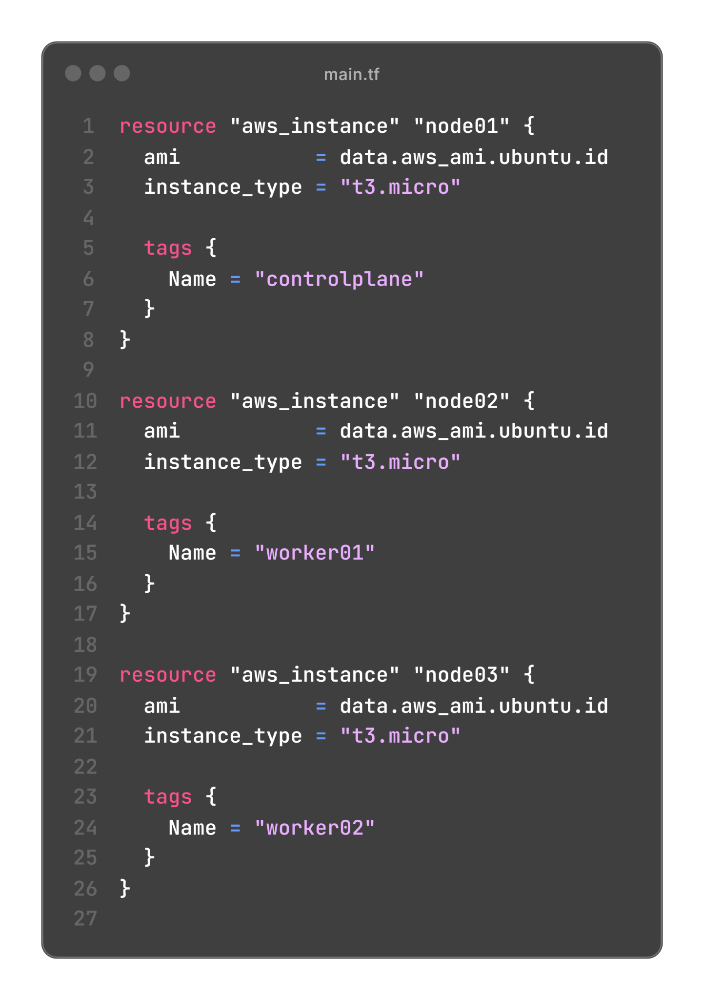 main.tf
1 resource "aws_instance" "node01" {
2   ami           = data.aws_ami.ubuntu.id
3   instance_type = "t3.micro"
4
5   tags {
6     Name = "controlplane"
7   }
8 }
9
10 resource "aws_instance" "node02" {
11   ami           = data.aws_ami.ubuntu.id
12   instance_type = "t3.micro"
13
14   tags {
15     Name = "worker01"
16   }
17 }
18
19 resource "aws_instance" "node03" {
20   ami           = data.aws_ami.ubuntu.id
21   instance_type = "t3.micro"
22
23   tags {
24     Name = "worker02"
25   }
26 }
27